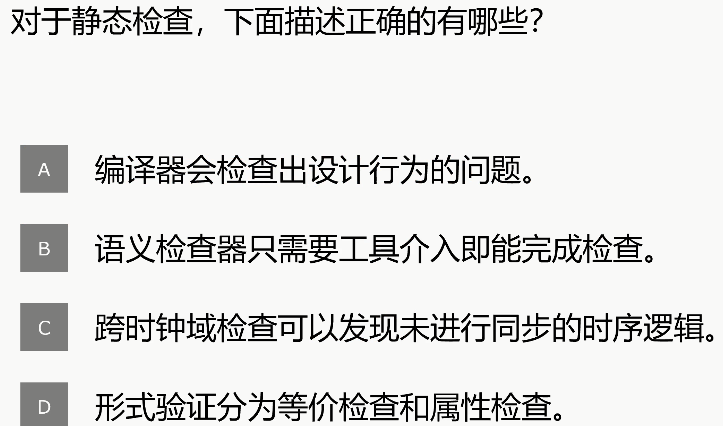 对于静态检查，下面描述正确的有哪些？
A 编译器会检查出设计行为的问题。
B 语义检查器只需要工具介入即能完成检查。
C 跨时钟域检查可以发现未进行同步的时序逻辑。
D 形式验证分为等价检查和属性检查。